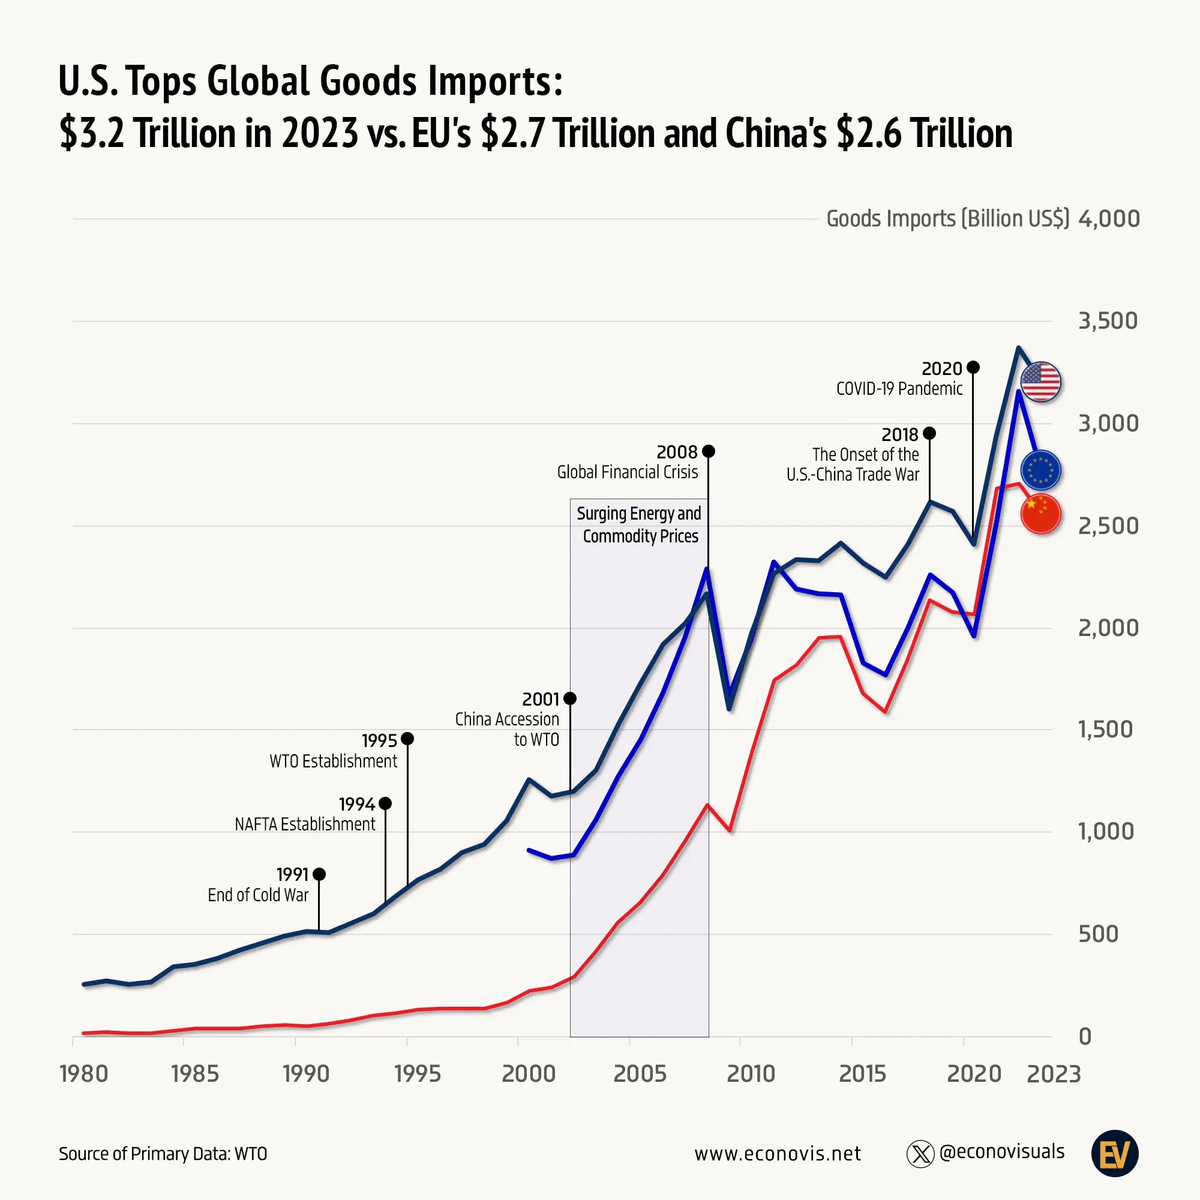 U.S. Tops Global Goods Imports:
$3.2 Trillion in 2023 vs. EU's $2.7 Trillion and China's $2.6 Trillion
Goods Imports (Billion US$) 4,000
3,500
2020
COVID-19 Pandemic
3,000
2018
The Onset of the
U.S.-China Trade War
2008
Global Financial Crisis
Surging Energy and
Commodity Prices
2,500
2,000
2001
China Accession
to WTO
1,500
1995
WTO Establishment
1994
NAFTA Establishment
1,000
1991
End of Cold War
500
0
1980 1985 1990 1995 2000 2005 2010 2015 2020 2023
Source of Primary Data: WTO
www.econovis.net
@econovisuals
EV